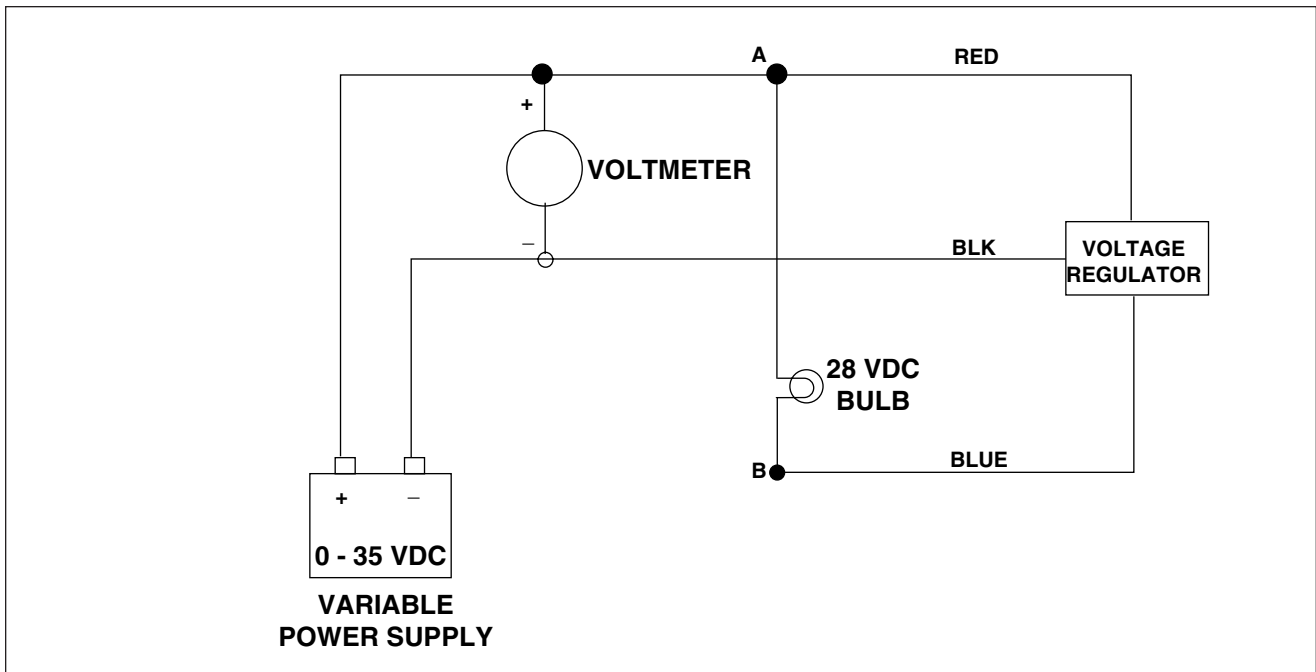 A
RED
+
VOLTMETER
–
BLK
VOLTAGE
REGULATOR
28 VDC
BULB
B
BLUE
+ –
0 - 35 VDC
VARIABLE
POWER SUPPLY